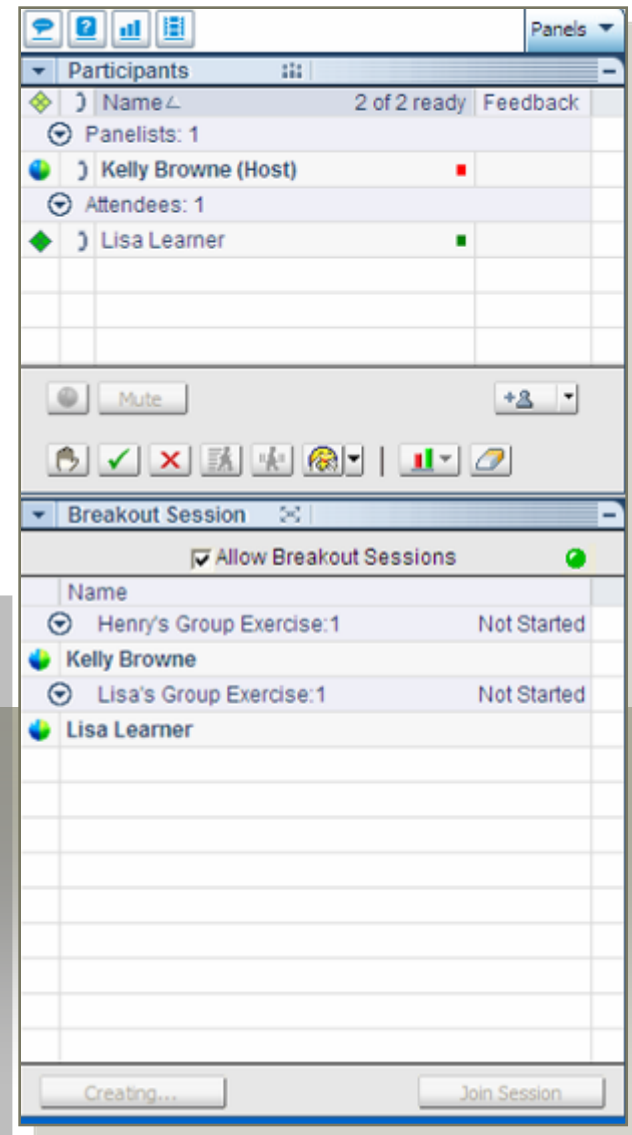 Panels
Participants
Name 2 of 2 ready Feedback
Panelists: 1
Kelly Browne (Host)
Attendees: 1
Lisa Learner
Mute
Breakout Session
Allow Breakout Sessions
Name
Henry's Group Exercise:1 Not Started
Kelly Browne
Lisa's Group Exercise:1 Not Started
Lisa Learner
Creating... Join Session